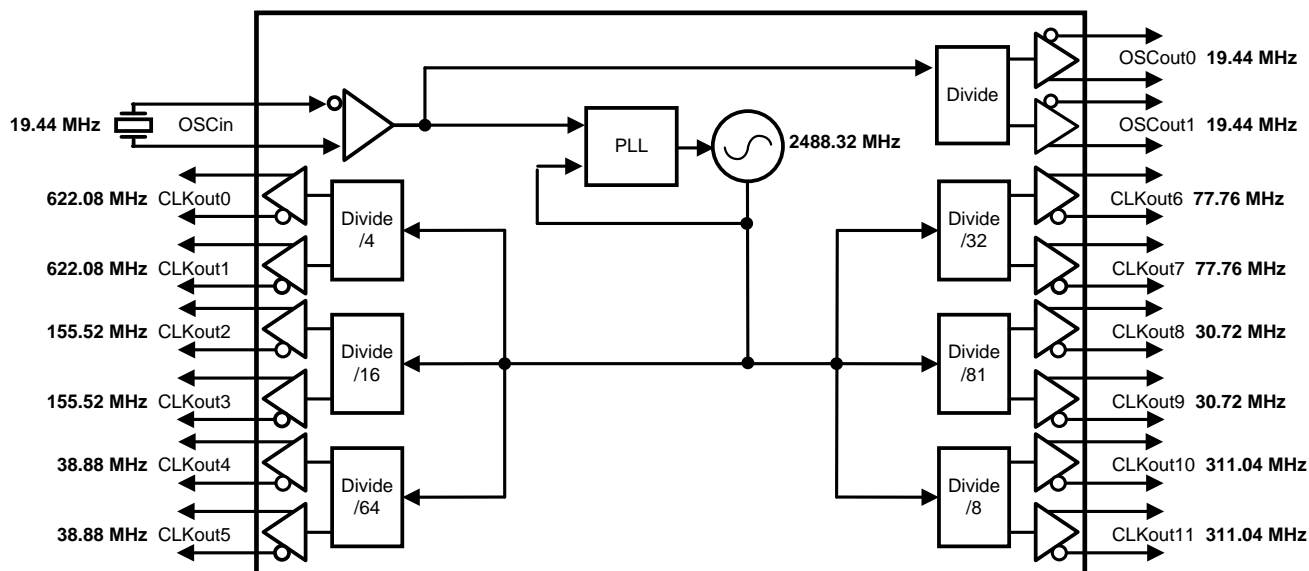 OSCout0 19.44 MHz
Divide
19.44 MHz
OSCin
PLL
2488.32 MHz
OSCout1 19.44 MHz
622.08 MHz CLKout0
Divide
/4
622.08 MHz CLKout1
155.52 MHz CLKout2
Divide
/16
155.52 MHz CLKout3
38.88 MHz CLKout4
Divide
/64
38.88 MHz CLKout5
CLKout6 77.76 MHz
Divide
/32
CLKout7 77.76 MHz
CLKout8 30.72 MHz
Divide
/81
CLKout9 30.72 MHz
CLKout10 311.04 MHz
Divide
/8
CLKout11 311.04 MHz